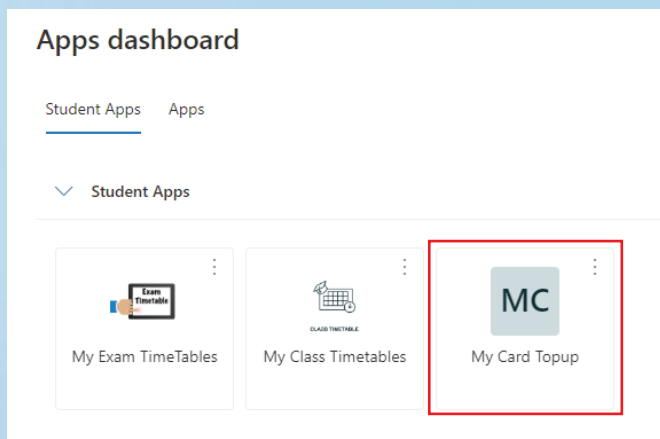 Apps dashboard
Student Apps Apps
Student Apps
Exam
Timetable
CLASS TIMETABLE
MC
My Exam TimeTables My Class Timetables My Card Topup